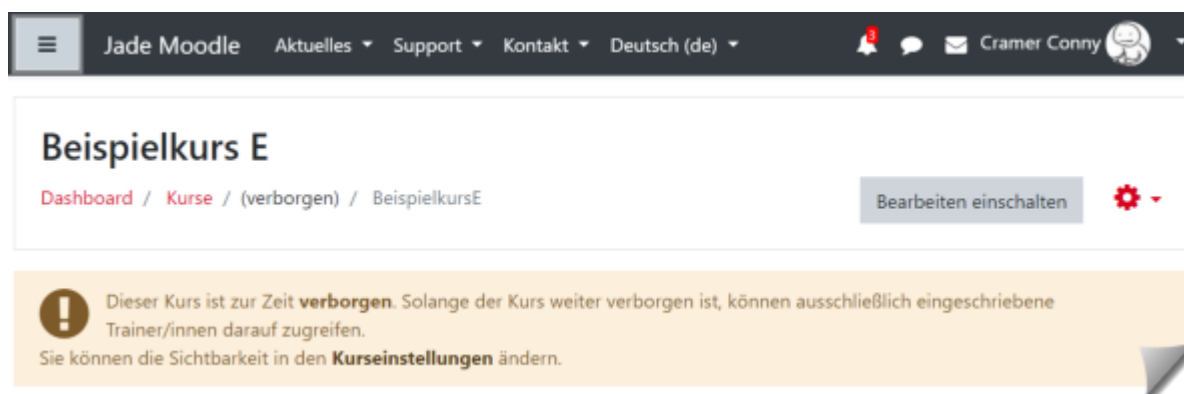 Jade Moodle Aktuelles Support Kontakt Deutsch (de) 3 Cramer Conny
Beispielkurs E
Dashboard / Kurse / (verborgen) / BeispielkursE Bearbeiten einschalten
Dieser Kurs ist zur Zeit verborgen. Solange der Kurs weiter verborgen ist, können ausschließlich eingeschriebene
Trainer/innen darauf zugreifen.
Sie können die Sichtbarkeit in den Kurseinstellungen ändern.